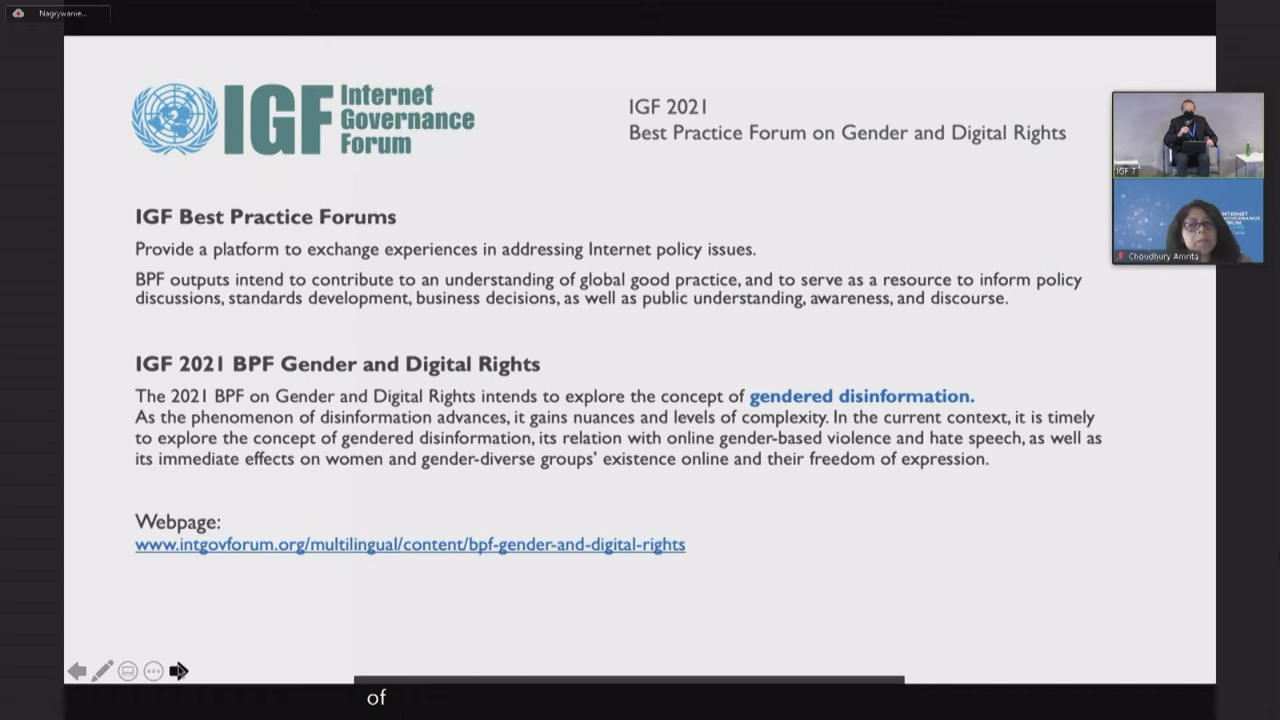 Nagrywanie...
IGF Internet
Governance
Forum
IGF 2021
Best Practice Forum on Gender and Digital Rights
IGF 7
INTERNET
GOVERNANCE
FORUM
Choudhury Amrita
IGF Best Practice Forums
Provide a platform to exchange experiences in addressing Internet policy issues.
BPF outputs intend to contribute to an understanding of global good practice, and to serve as a resource to inform policy
discussions, standards development, business decisions, as well as public understanding, awareness, and discourse.
IGF 2021 BPF Gender and Digital Rights
The 2021 BPF on Gender and Digital Rights intends to explore the concept of gendered disinformation.
As the phenomenon of disinformation advances, it gains nuances and levels of complexity. In the current context, it is timely
to explore the concept of gendered disinformation, its relation with online gender-based violence and hate speech, as well as
its immediate effects on women and gender-diverse groups’ existence online and their freedom of expression.
Webpage:
www.intgovforum.org/multilingual/content/bpf-gender-and-digital-rights
of